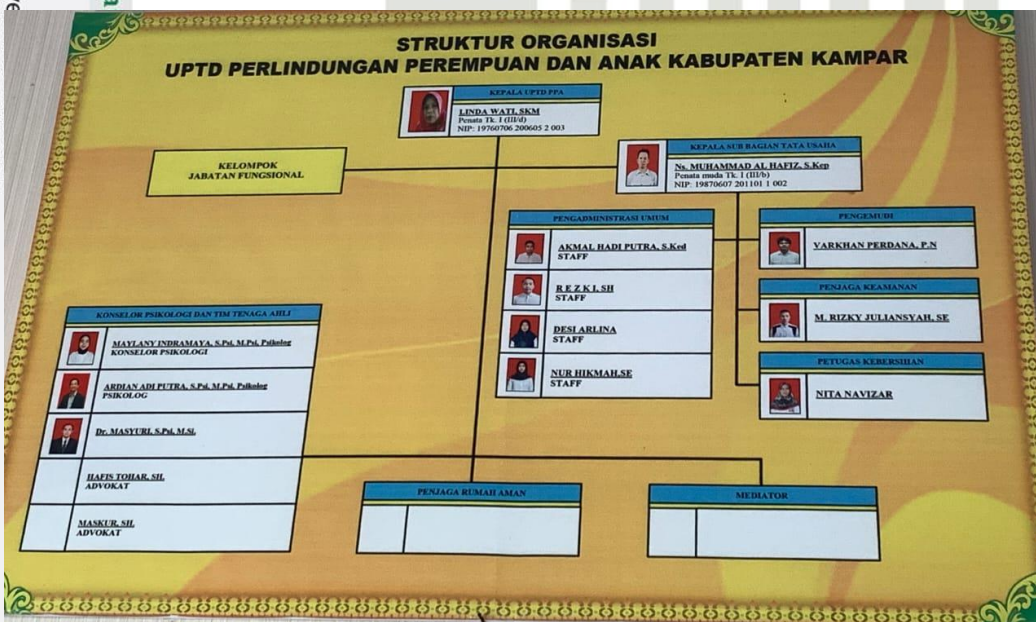 STRUKTUR ORGANISASI
UPTD PERLINDUNGAN PEREMPUAN DAN ANAK KABUPATEN KAMPAR
KEPALA UPTD PPA
LINDA WATI, SKM
Penata Tk. I (III/d)
NIP: 19760706 200605 2 003
KELOMPOK
JABATAN FUNGSIONAL
KEPALA SUB BAGIAN TATA USAHA
Ns. MUHAMMAD AL HAFIZ, S.Kep
Penata muda Tk. I (III/b)
NIP: 19870607 201101 1 002
PENGADMINISTRASI UMUM
AKMAL HADI PUTRA, S.Ked
STAFF
R E Z K I, SH
STAFF
DESI ARLINA
STAFF
NUR HIKMAH,SE
STAFF
PENGEMUDI
VARKHAN PERDANA, P.N
PENJAGA KEAMANAN
M. RIZKY JULIANSYAH, SE
PETUGAS KEBERSIHAN
NITA NAVIZAR
KONSELOR PSIKOLOGI DAN TIM TENAGA AHLI
MAYLANY INDRAMAYA, S.Psi, M.Psi, Psikolog
KONSELOR PSIKOLOGI
ARDIAN ADI PUTRA, S.Psi, M.Psi, Psikolog
PSIKOLOG
Dr. MASYURI, S.Psi, M.Si.
HAFIS TOHAR, SH.
ADVOKAT
MASKUR, SH.
ADVOKAT
PENJAGA RUMAH AMAN
MEDIATOR